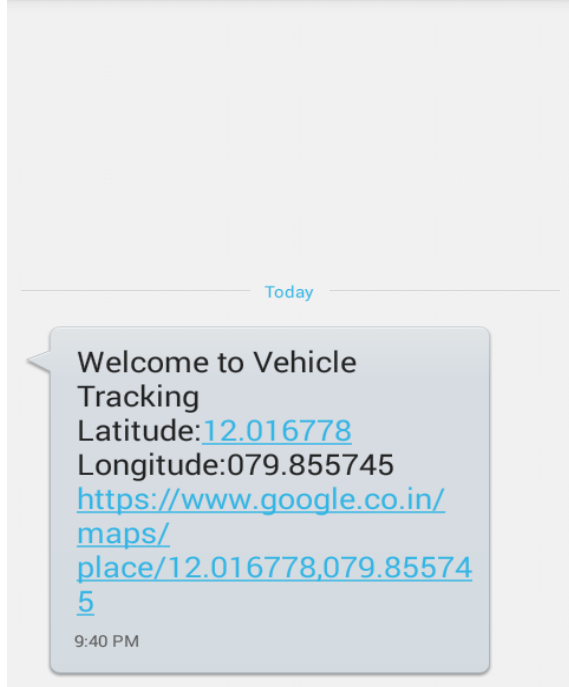 Today
Welcome to Vehicle
Tracking
Latitude:12.016778
Longitude:079.855745
https://www.google.co.in/
maps/
place/12.016778,079.85574
5
9:40 PM